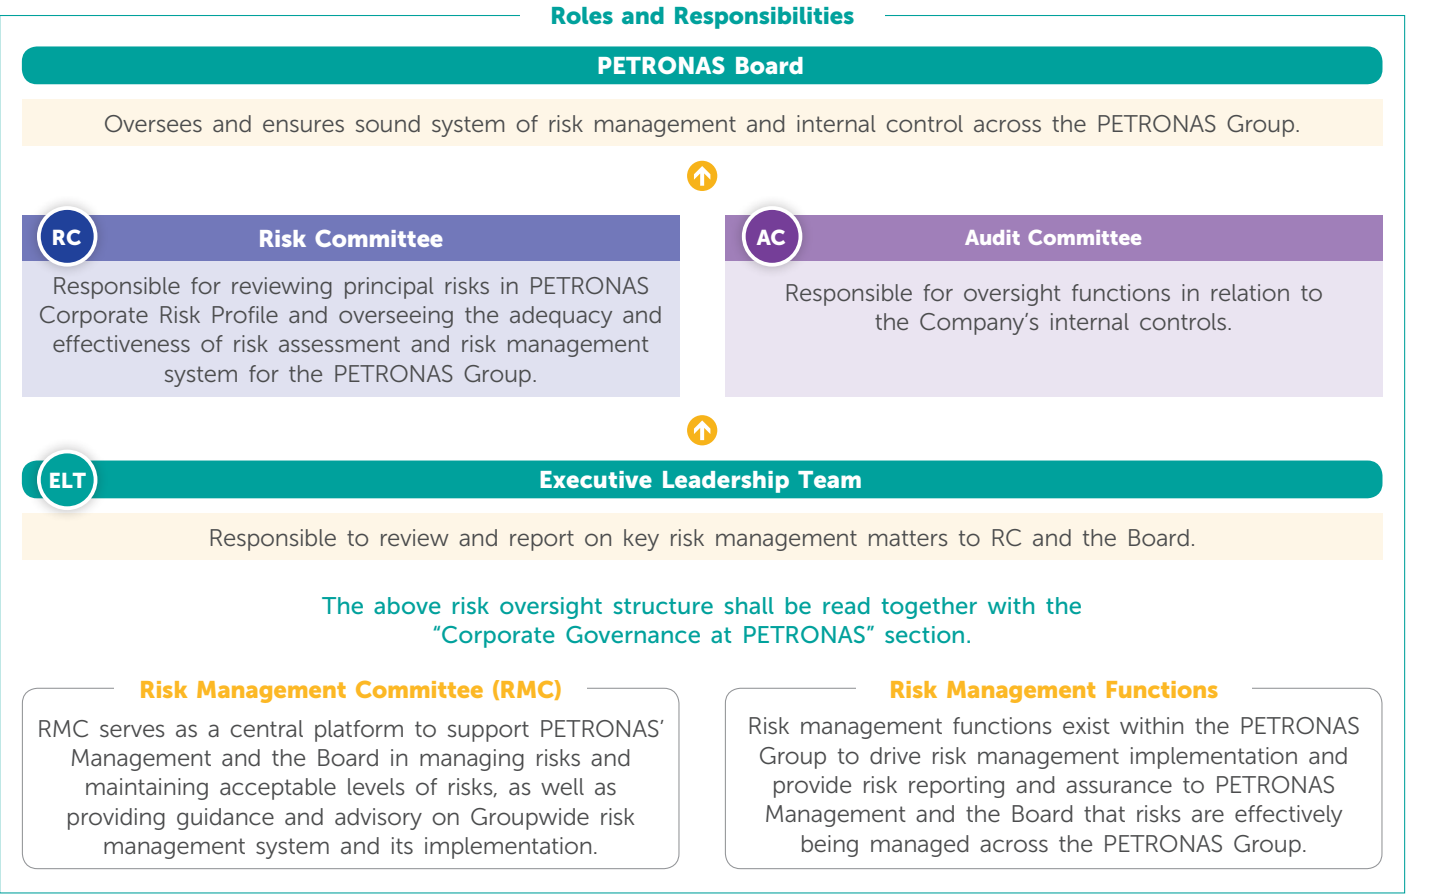 Roles and Responsibilities
PETRONAS Board
Oversees and ensures sound system of risk management and internal control across the PETRONAS Group.
RC
Risk Committee
Responsible for reviewing principal risks in PETRONAS
Corporate Risk Profile and overseeing the adequacy and
effectiveness of risk assessment and risk management
system for the PETRONAS Group.
AC
Audit Committee
Responsible for oversight functions in relation to
the Company's internal controls.
ELT
Executive Leadership Team
Responsible to review and report on key risk management matters to RC and the Board.
The above risk oversight structure shall be read together with the
“Corporate Governance at PETRONAS” section.
Risk Management Committee (RMC)
RMC serves as a central platform to support PETRONAS’
Management and the Board in managing risks and
maintaining acceptable levels of risks, as well as
providing guidance and advisory on Groupwide risk
management system and its implementation.
Risk Management Functions
Risk management functions exist within the PETRONAS
Group to drive risk management implementation and
provide risk reporting and assurance to PETRONAS
Management and the Board that risks are effectively
being managed across the PETRONAS Group.